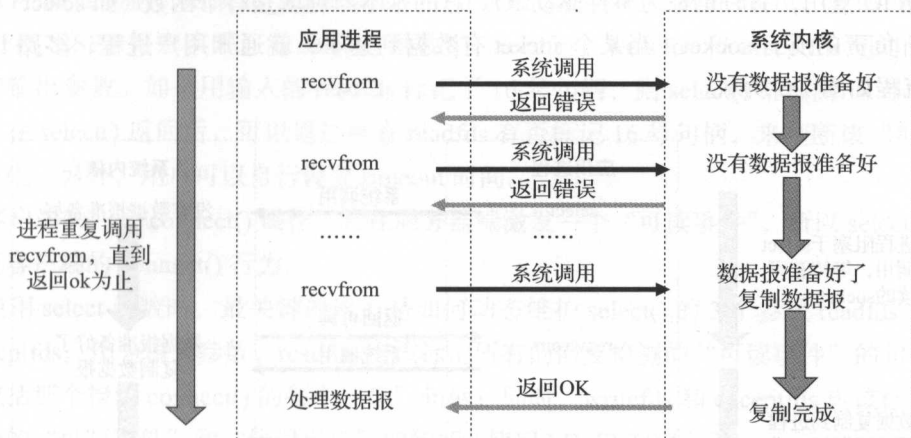 应用进程
系统内核
recvfrom
系统调用
没有数据报准备好
返回错误
recvfrom
系统调用
没有数据报准备好
返回错误
进程重复调用
recvfrom，直到
返回ok为止
……
……
recvfrom
系统调用
数据报准备好了
复制数据报
处理数据报
返回OK
复制完成